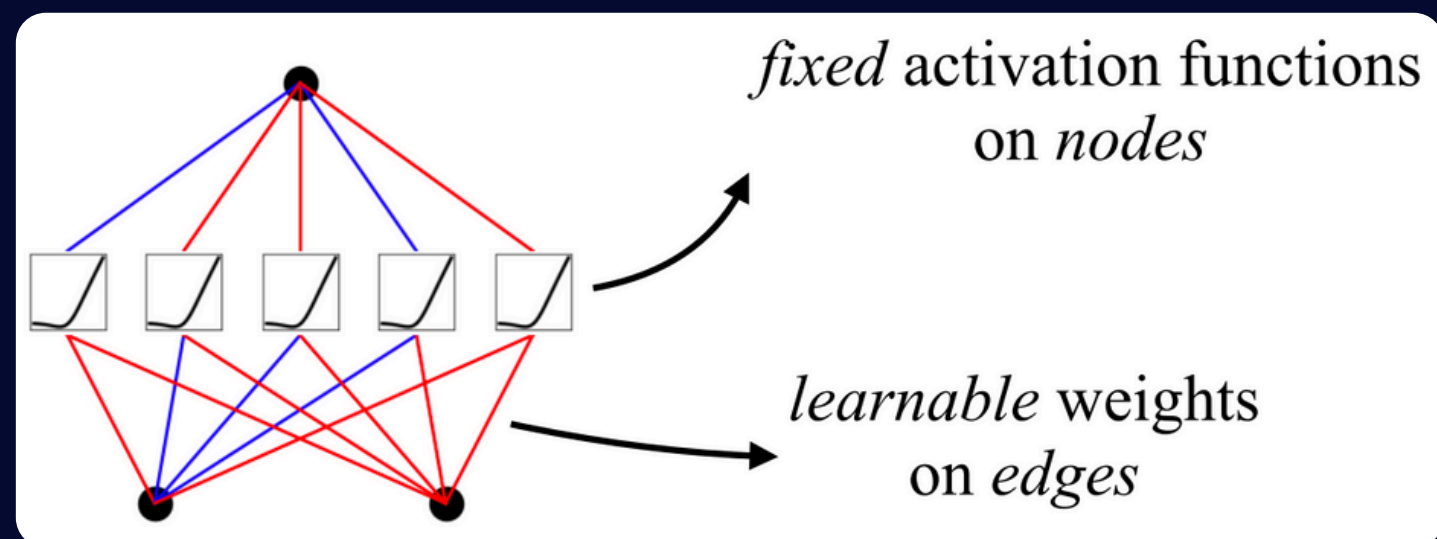 fixed activation functions
on nodes
learnable weights
on edges